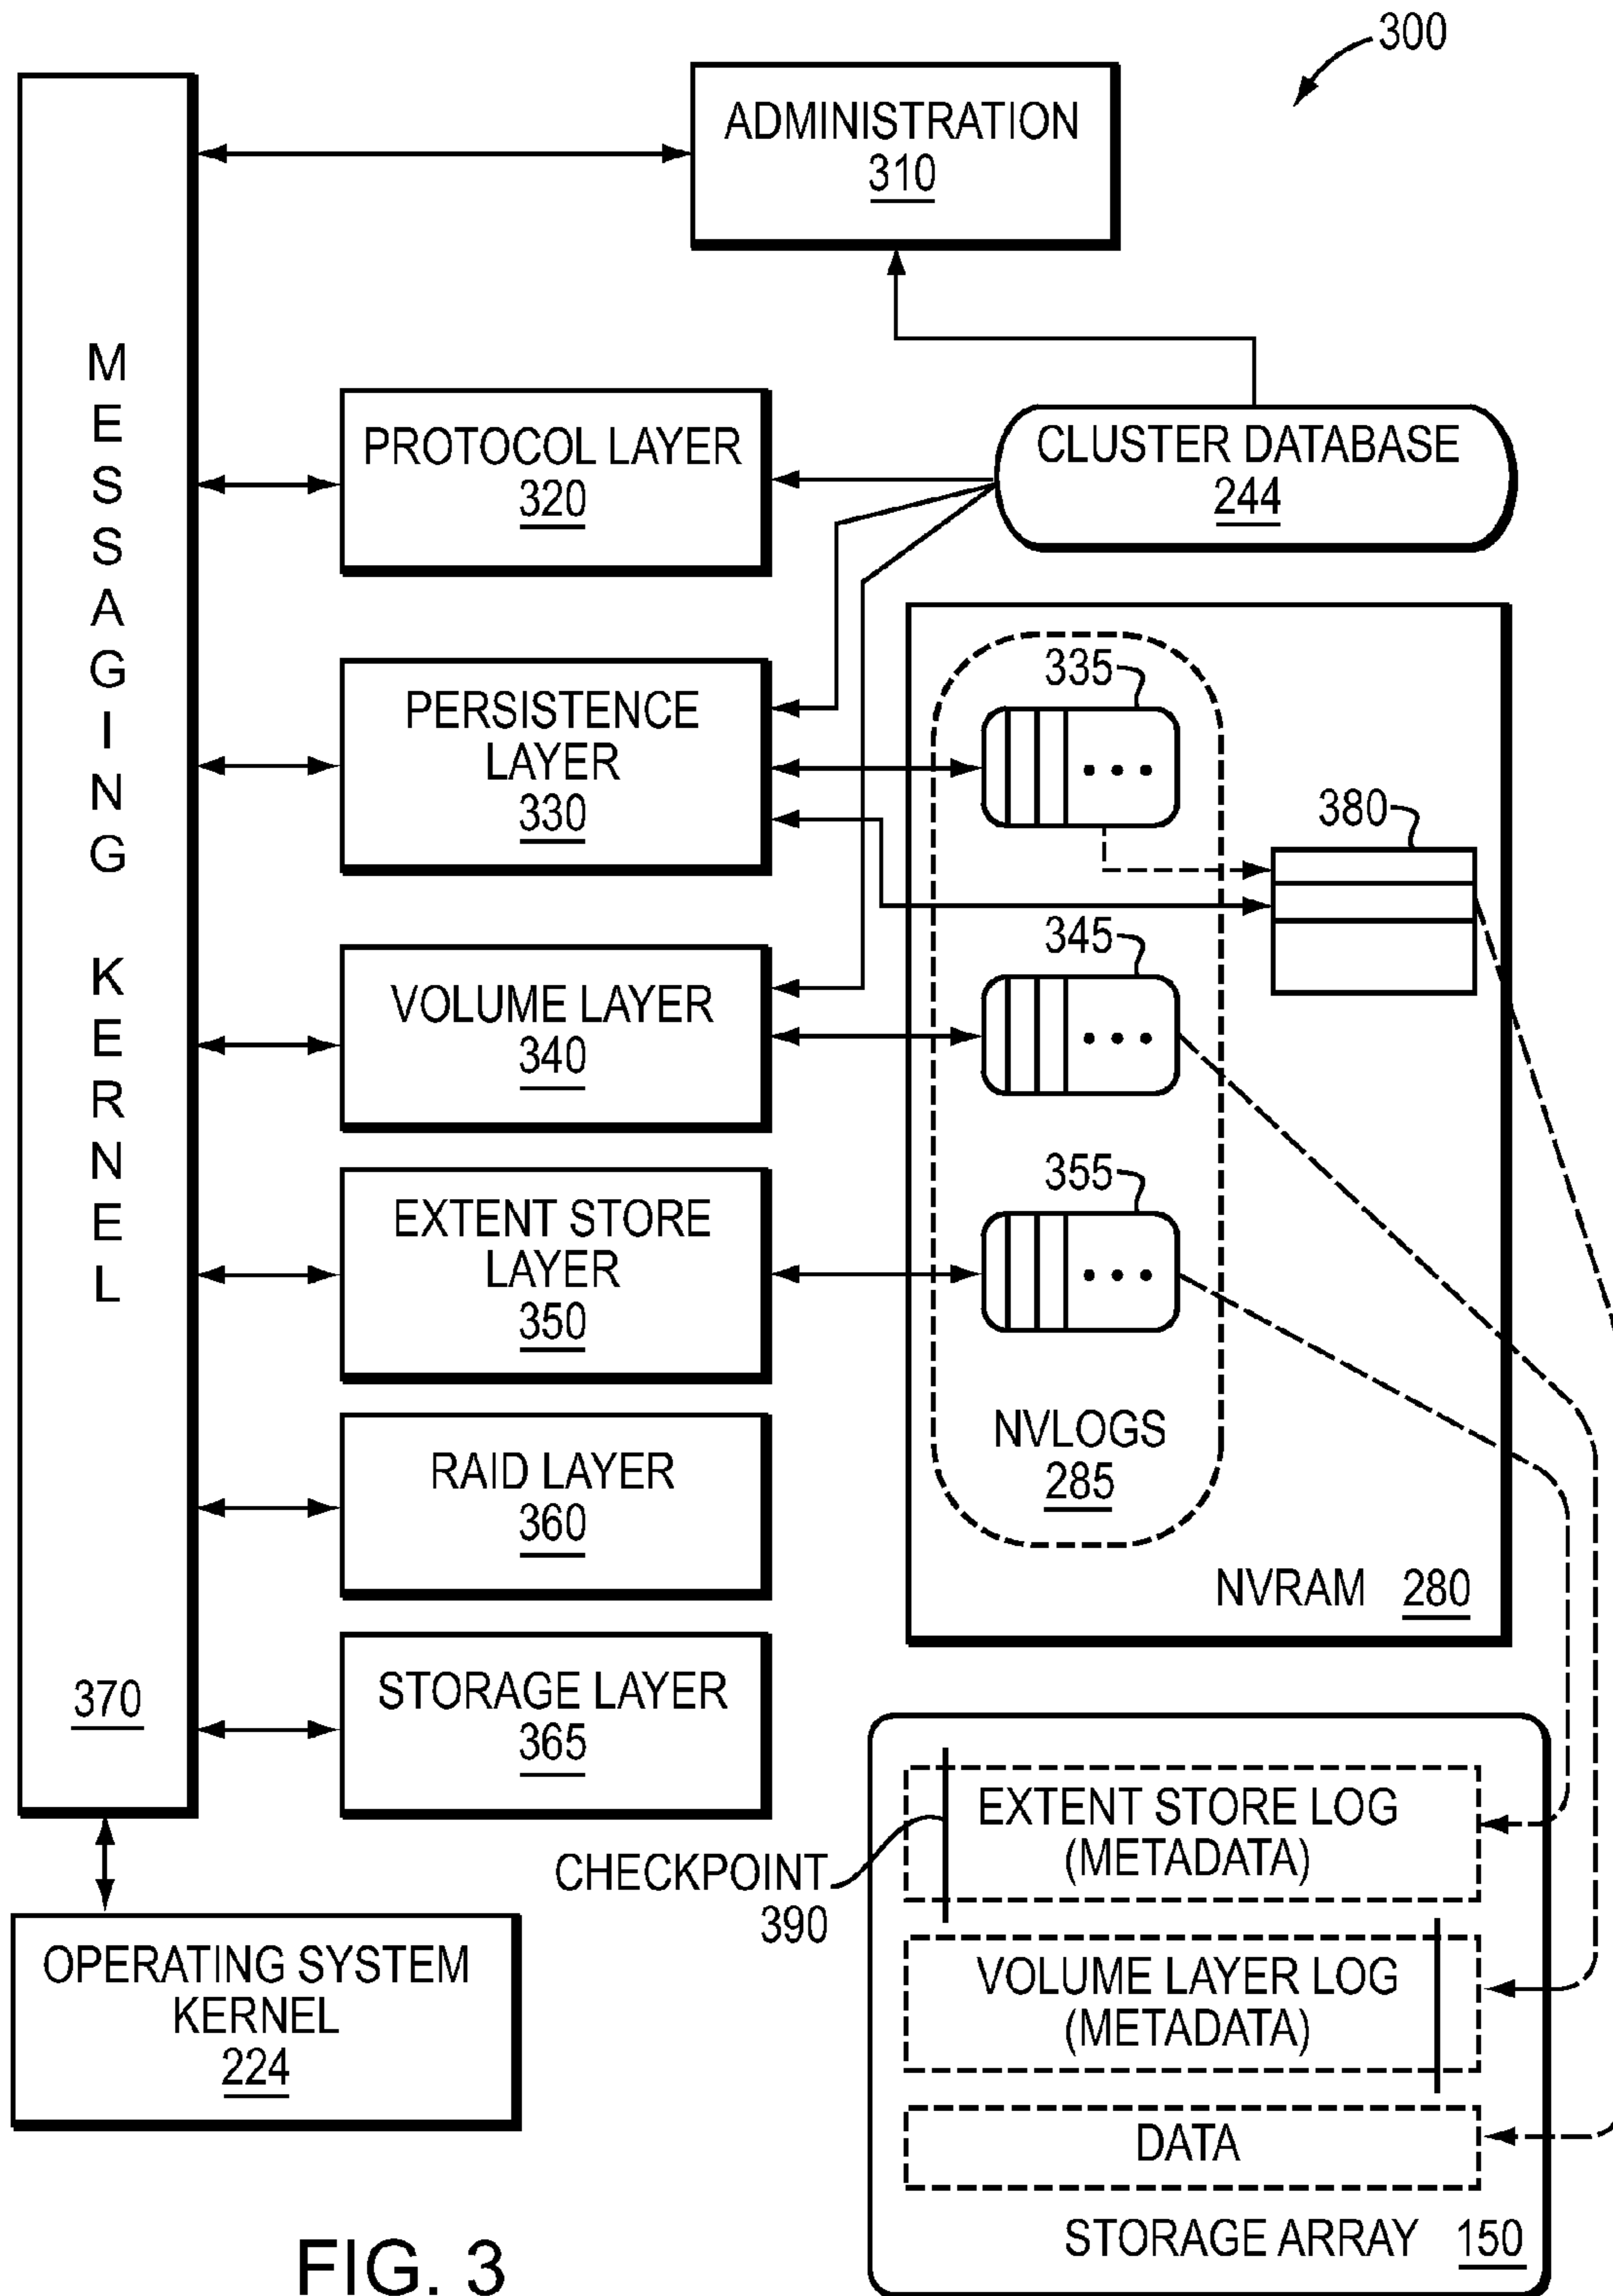 300
ADMINISTRATION
310
MESSAGING KERNEL
370
PROTOCOL LAYER
320
CLUSTER DATABASE
244
PERSISTENCE
LAYER
330
335
380
VOLUME LAYER
340
345
EXTENT STORE
LAYER
350
355
NVLOGS
285
RAID LAYER
360
NVRAM 280
STORAGE LAYER
365
OPERATING SYSTEM
KERNEL
224
CHECKPOINT
390
EXTENT STORE LOG
(METADATA)
VOLUME LAYER LOG
(METADATA)
DATA
STORAGE ARRAY 150
FIG. 3